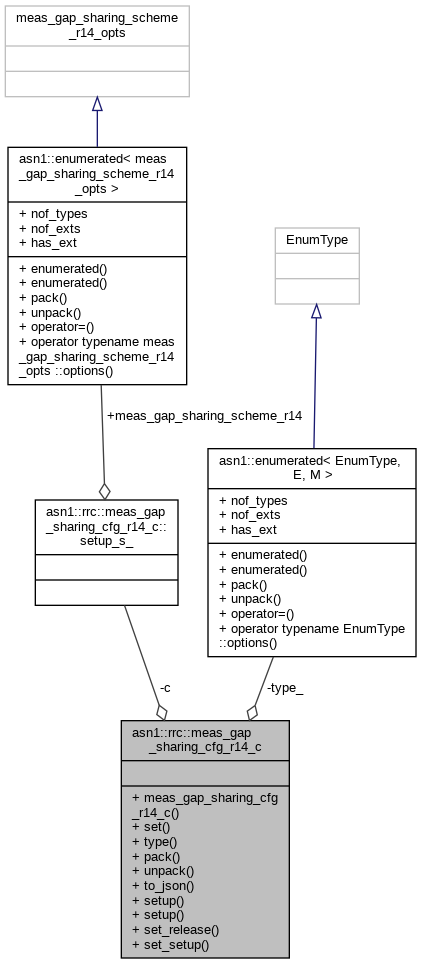 meas_gap_sharing_scheme
_r14_opts
asn1::enumerated< meas
_gap_sharing_scheme_r14
_opts >
+ nof_types
+ nof_exts
+ has_ext
+ enumerated()
+ enumerated()
+ pack()
+ unpack()
+ operator=()
+ operator typename meas
_gap_sharing_scheme_r14
_opts ::options()
EnumType
+meas_gap_sharing_scheme_r14
asn1::enumerated< EnumType,
E, M >
+ nof_types
+ nof_exts
+ has_ext
+ enumerated()
+ enumerated()
+ pack()
+ unpack()
+ operator=()
+ operator typename EnumType
::options()
asn1::rrc::meas_gap
_sharing_cfg_r14_c::
setup_s_
-c
-type_
asn1::rrc::meas_gap
_sharing_cfg_r14_c
+ meas_gap_sharing_cfg
_r14_c()
+ set()
+ type()
+ pack()
+ unpack()
+ to_json()
+ setup()
+ setup()
+ set_release()
+ set_setup()